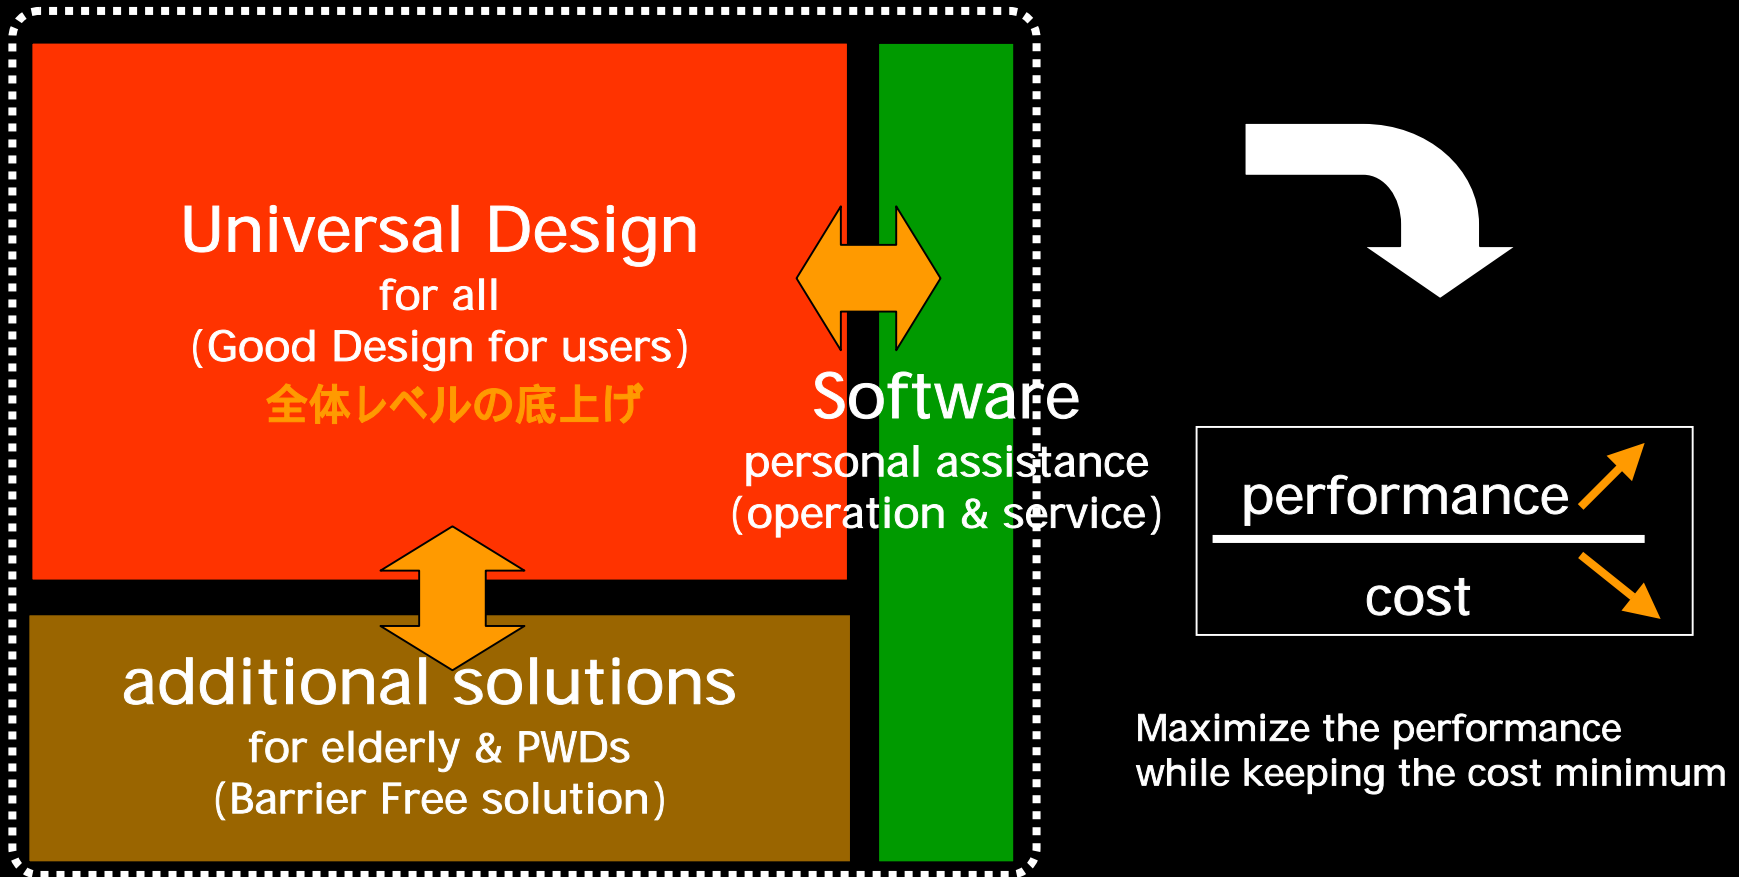 Universal Design
for all
(Good Design for users)
全体レベルの底上げ
Software
personal assistance
(operation & service)
additional solutions
for elderly & PWDs
(Barrier Free solution)
performance
cost
Maximize the performance
while keeping the cost minimum